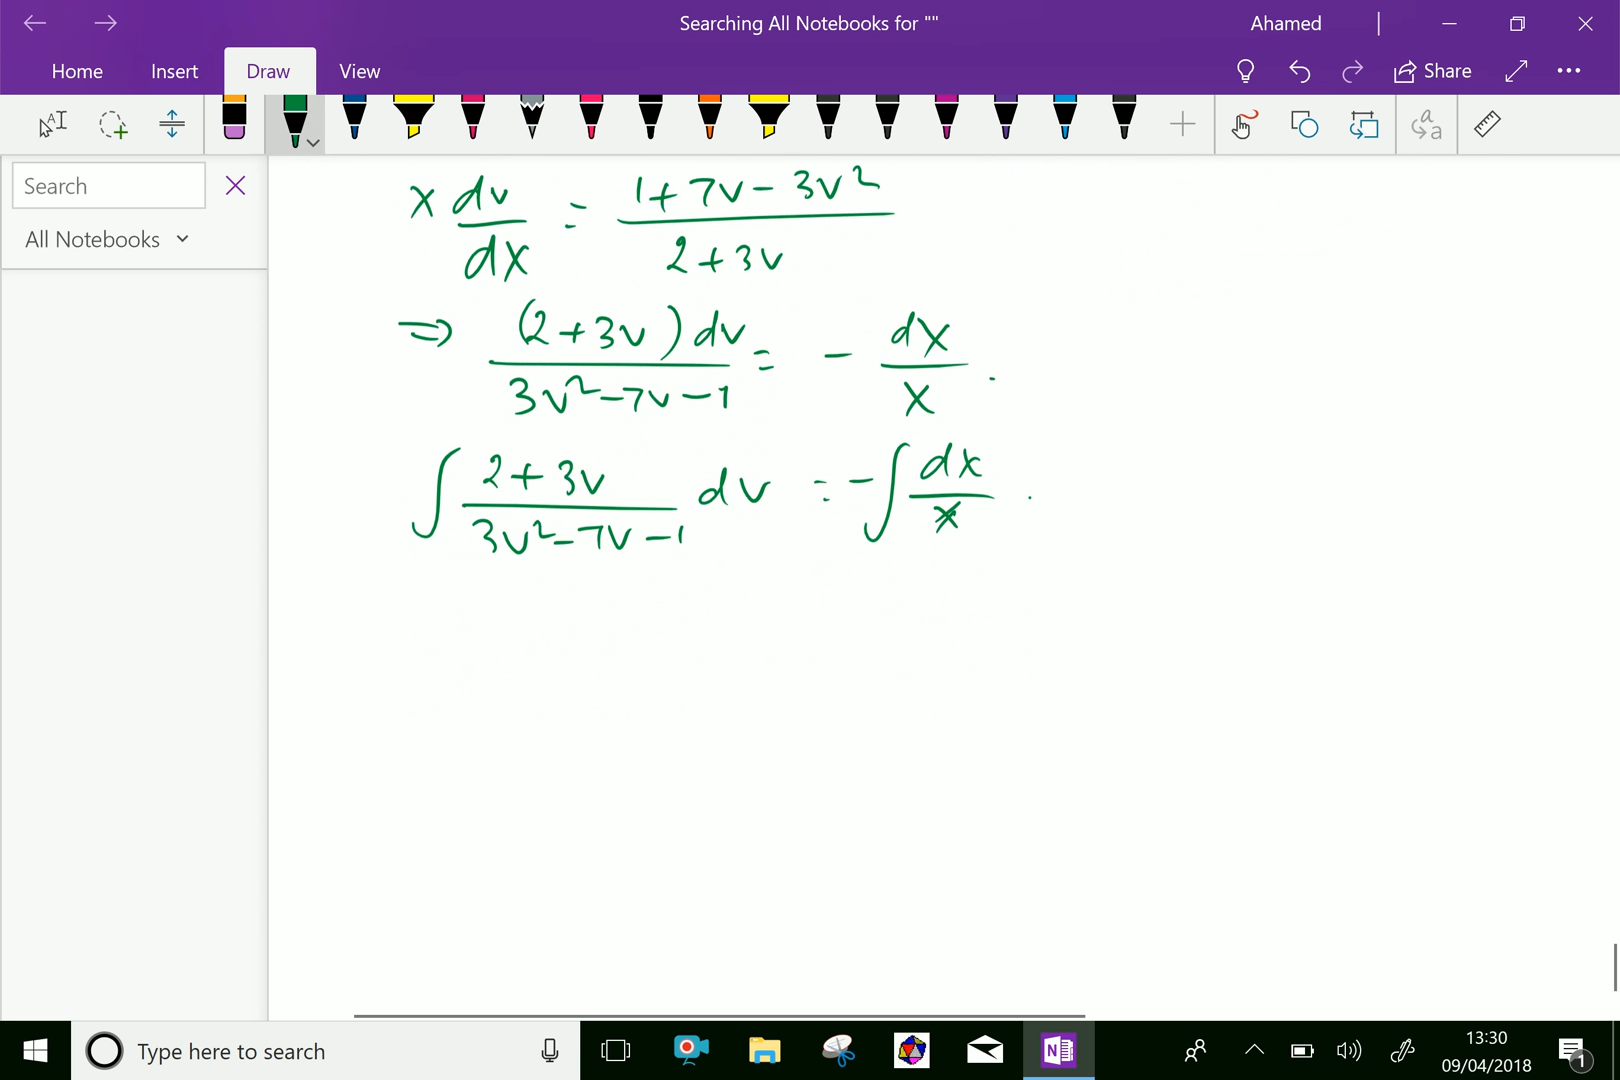 Searching All Notebooks for ""
Ahamed
Home Insert Draw View
Share
Search
All Notebooks
x dv/dx = (1+7v-3v²)/(2+3v)
⇒ (2+3v)dv/(3v²-7v-1) = - dx/x .
∫ (2+3v)/(3v²-7v-1) dv = -∫ dx/x .
Type here to search
N
13:30
09/04/2018
1